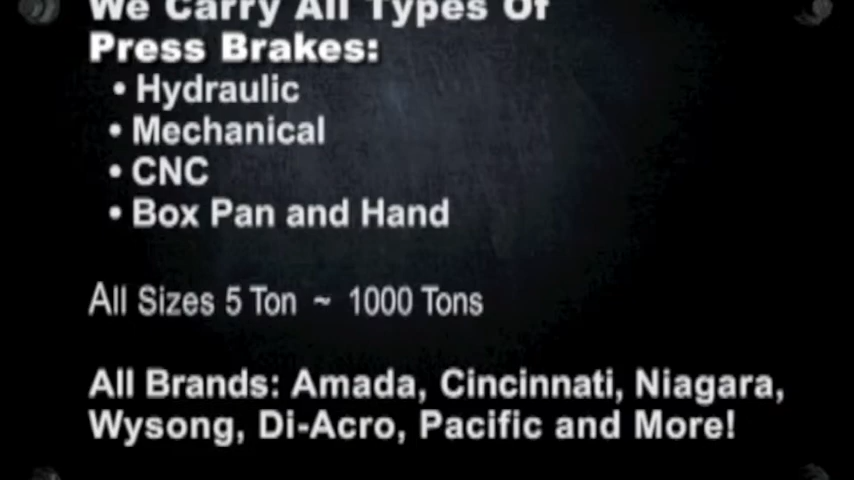 We Carry All Types Of
Press Brakes:
• Hydraulic
• Mechanical
• CNC
• Box Pan and Hand
All Sizes 5 Ton ~ 1000 Tons
All Brands: Amada, Cincinnati, Niagara,
Wysong, Di-Acro, Pacific and More!